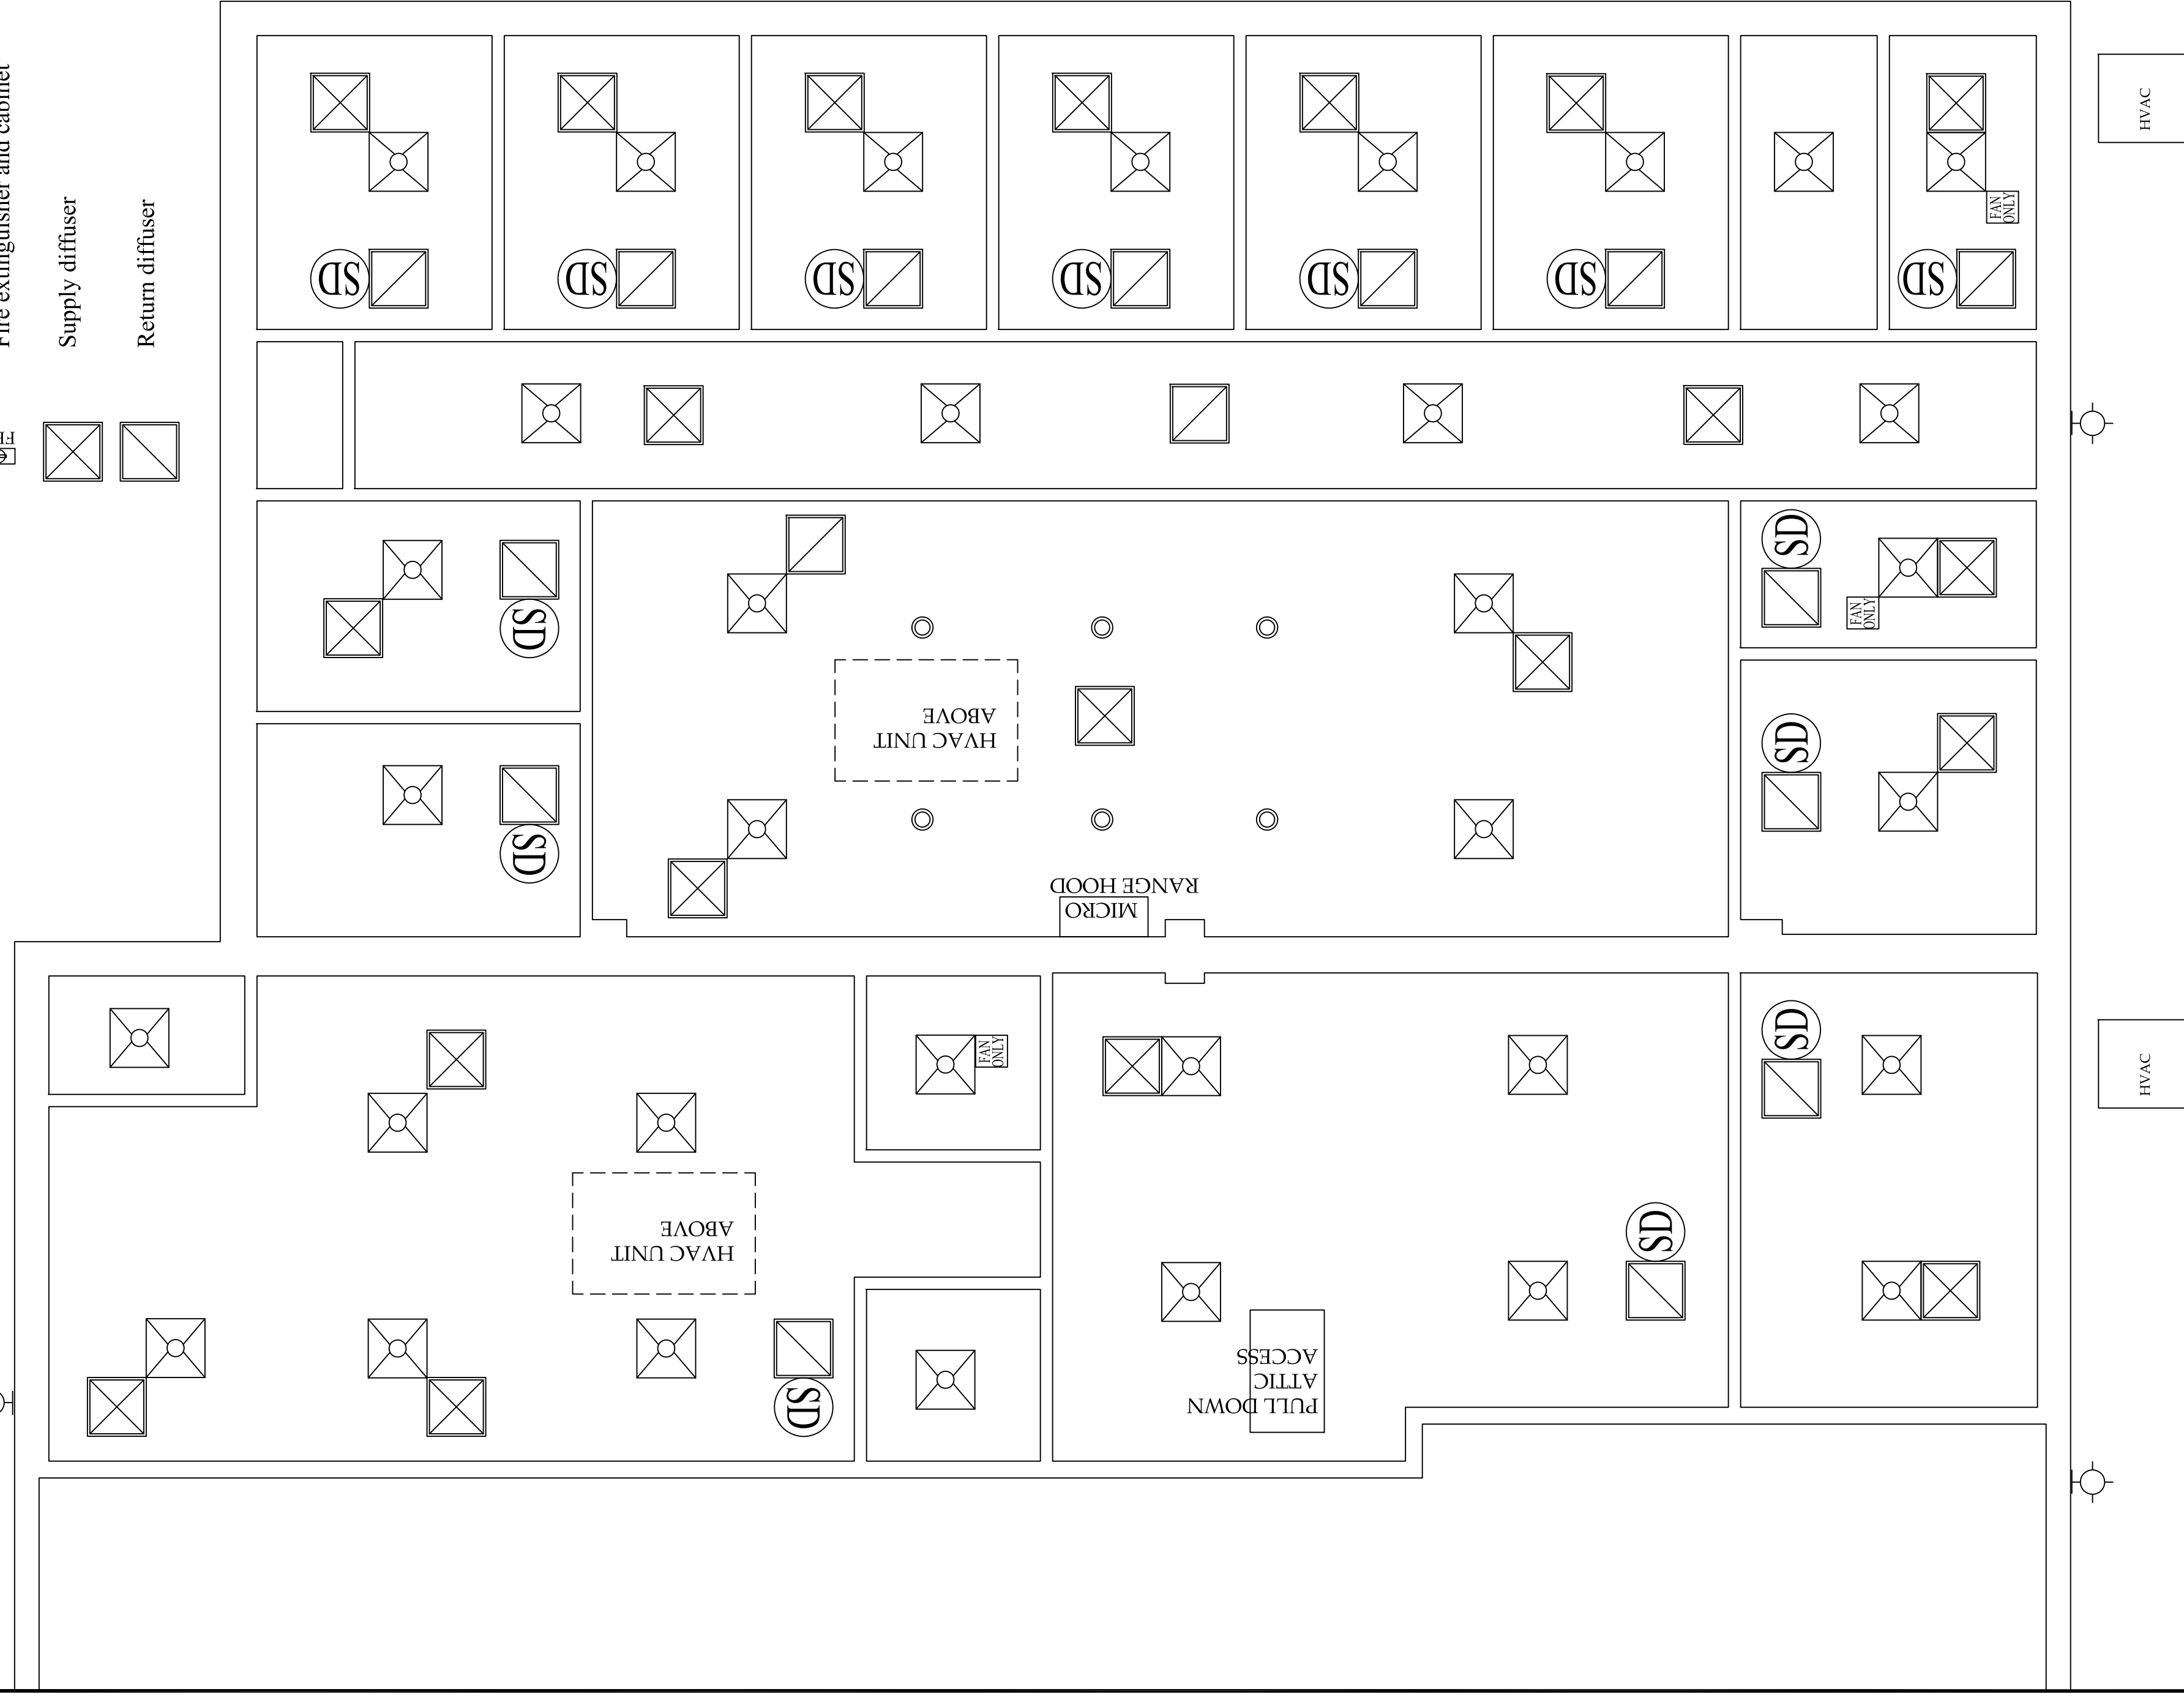 Fire extinguisher and cabinet
Supply diffuser
Return diffuser
HVAC
FAN
ONLY
SD
SD
SD
SD
SD
SD
SD
SD
SD
FAN
ONLY
SD
HVAC UNIT
ABOVE
SD
SD
RANGE HOOD
MICRO
SD
HVAC
FAN
ONLY
HVAC UNIT
ABOVE
SD
PULL DOWN
ATTIC
ACCESS
SD